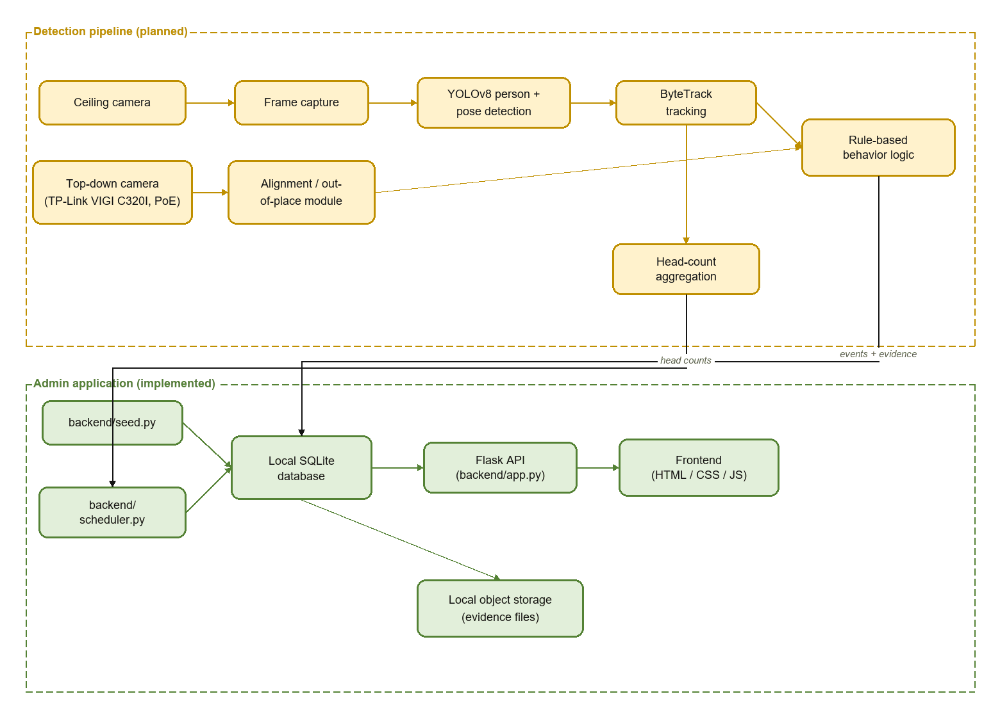 Detection pipeline (planned)
Ceiling camera
Frame capture
YOLOv8 person +
pose detection
ByteTrack
tracking
Rule-based
behavior logic
Top-down camera
(TP-Link VIGI C320I, PoE)
Alignment / out-
of-place module
Head-count
aggregation
events + evidence
head counts
Admin application (implemented)
backend/seed.py
Local SQLite
database
Flask API
(backend/app.py)
Frontend
(HTML / CSS / JS)
backend/
scheduler.py
Local object storage
(evidence files)